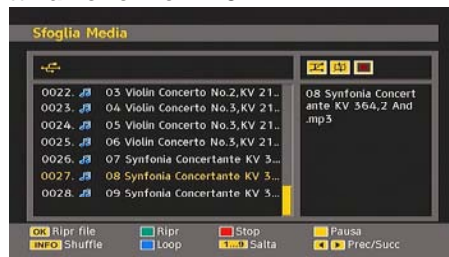 Sfoglia Media
0022. 03 Violin Concerto No.2,KV 21..
0023. 04 Violin Concerto No.3,KV 21..
0024. 05 Violin Concerto No.3,KV 21..
0025. 06 Violin Concerto No.3,KV 21..
0026. 07 Synfonia Concertante KV 3...
0027. 08 Synfonia Concertante KV 3...
0028. 09 Synfonia Concertante KV 3...
08 Synfonia Concert
ante KV 364,2 And
.mp3
OK Ripr file Ripr Stop Pausa
INFO Shuffle Loop 1...9 Salta Prec/Succ